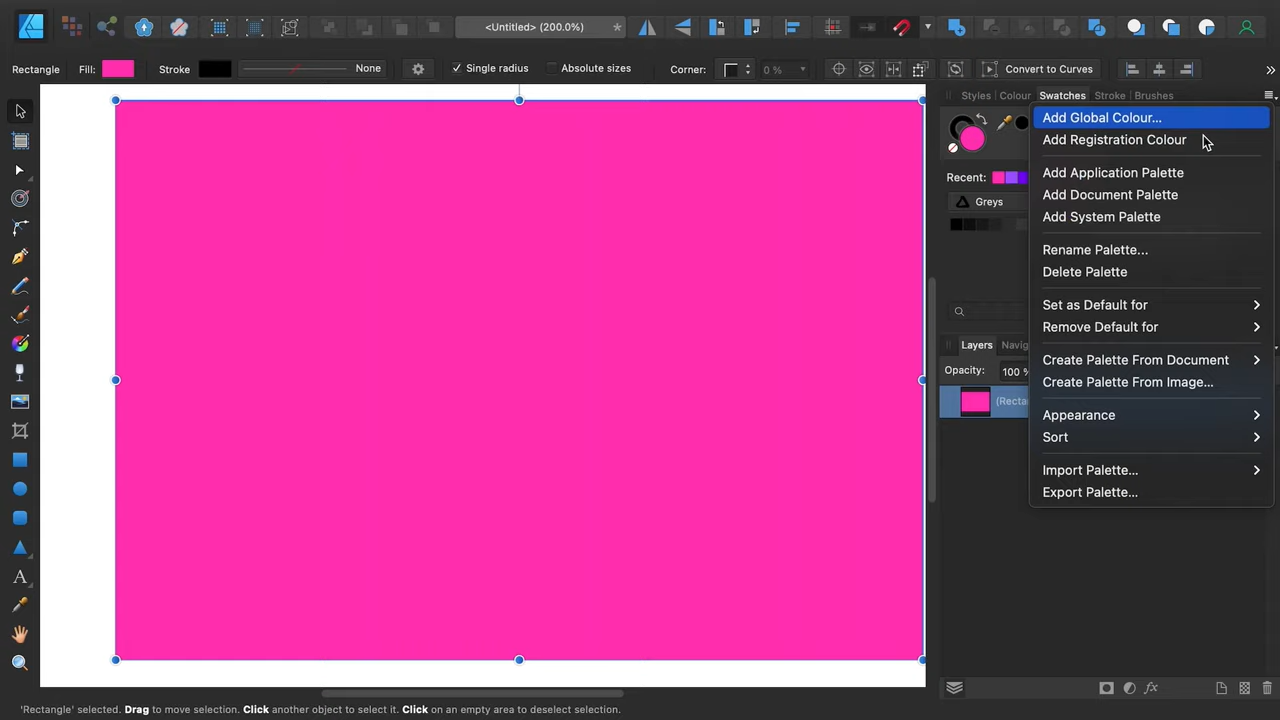 <Untitled> (200.0%)
*
Rectangle
Fill:
Stroke
None
Single radius
Absolute sizes
Corner:
0 %
Convert to Curves
Styles
Colour
Swatches
Stroke
Brushes
Add Global Colour...
Add Registration Colour
Recent:
Add Application Palette
Greys
Add Document Palette
Add System Palette
Rename Palette...
Delete Palette
Set as Default for
Remove Default for
Layers
Create Palette From Document
Opacity:
100 %
Create Palette From Image...
Appearance
Sort
Import Palette...
Export Palette...
A
fx
'Rectangle' selected. Drag to move selection. Click another object to select it. Click on an empty area to deselect selection.